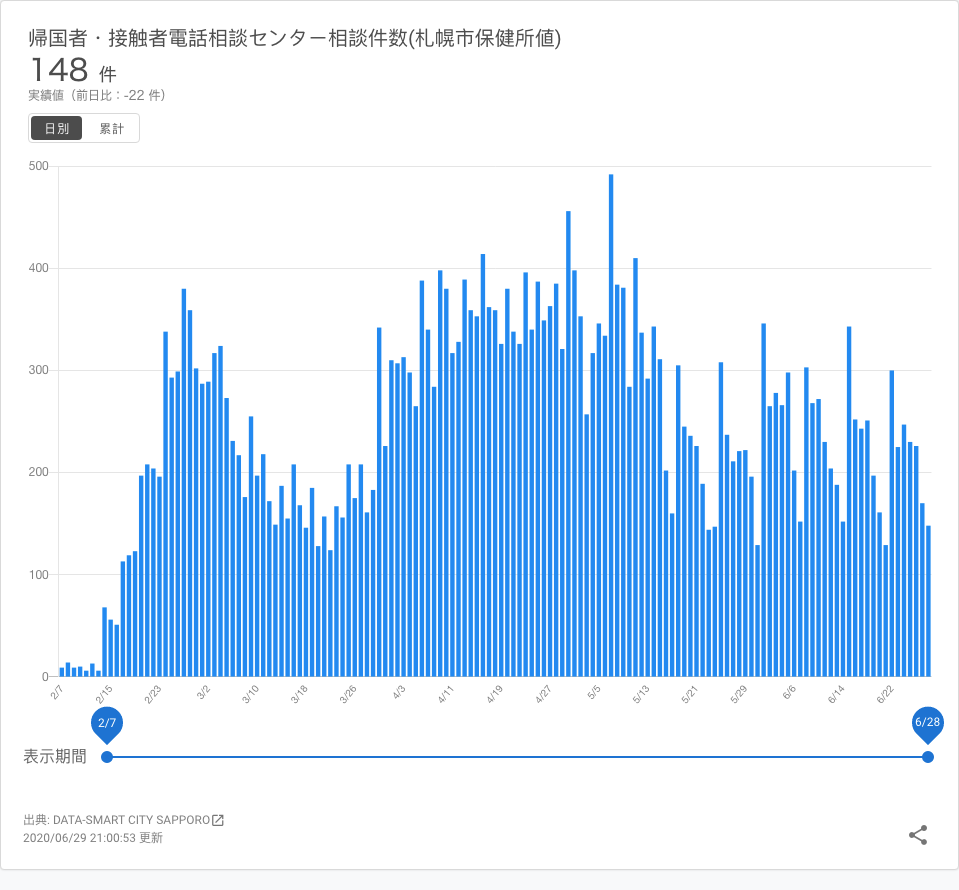 帰国者・接触者電話相談センター相談件数(札幌市保健所値)
148 件
実績値（前日比：-22 件）
日別 累計
500
400
300
200
100
0
2/7 2/15 2/23 3/2 3/10 3/18 3/26 4/3 4/11 4/19 4/27 5/5 5/13 5/21 5/29 6/6 6/14 6/22
2/7 6/28
表示期間
出典: DATA-SMART CITY SAPPORO
2020/06/29 21:00:53 更新